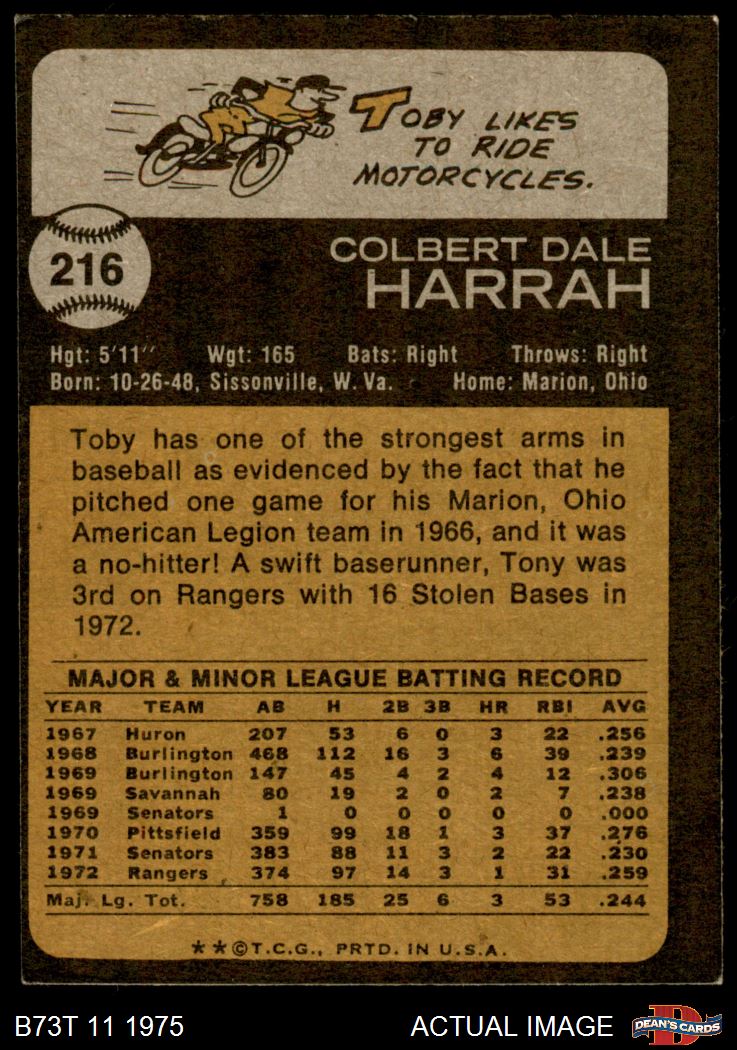 TOBY LIKES
TO RIDE
MOTORCYCLES.
216
COLBERT DALE
HARRAH
Hgt: 5'11" Wgt: 165 Bats: Right Throws: Right
Born: 10-26-48, Sissonville, W. Va. Home: Marion, Ohio
Toby has one of the strongest arms in
baseball as evidenced by the fact that he
pitched one game for his Marion, Ohio
American Legion team in 1966, and it was
a no-hitter! A swift baserunner, Tony was
3rd on Rangers with 16 Stolen Bases in
1972.
MAJOR & MINOR LEAGUE BATTING RECORD
YEAR TEAM AB H 2B 3B HR RBI AVG
1967 Huron 207 53 6 0 3 22 .256
1968 Burlington 468 112 16 3 6 39 .239
1969 Burlington 147 45 4 2 4 12 .306
1969 Savannah 80 19 2 0 2 7 .238
1969 Senators 1 0 0 0 0 0 .000
1970 Pittsfield 359 99 18 1 3 37 .276
1971 Senators 383 88 11 3 2 22 .230
1972 Rangers 374 97 14 3 1 31 .259
Maj. Lg. Tot. 758 185 25 6 3 53 .244
★★©T.C.G., PRTD. IN U.S.A.
B73T 11 1975 ACTUAL IMAGE DEAN'S CARDS